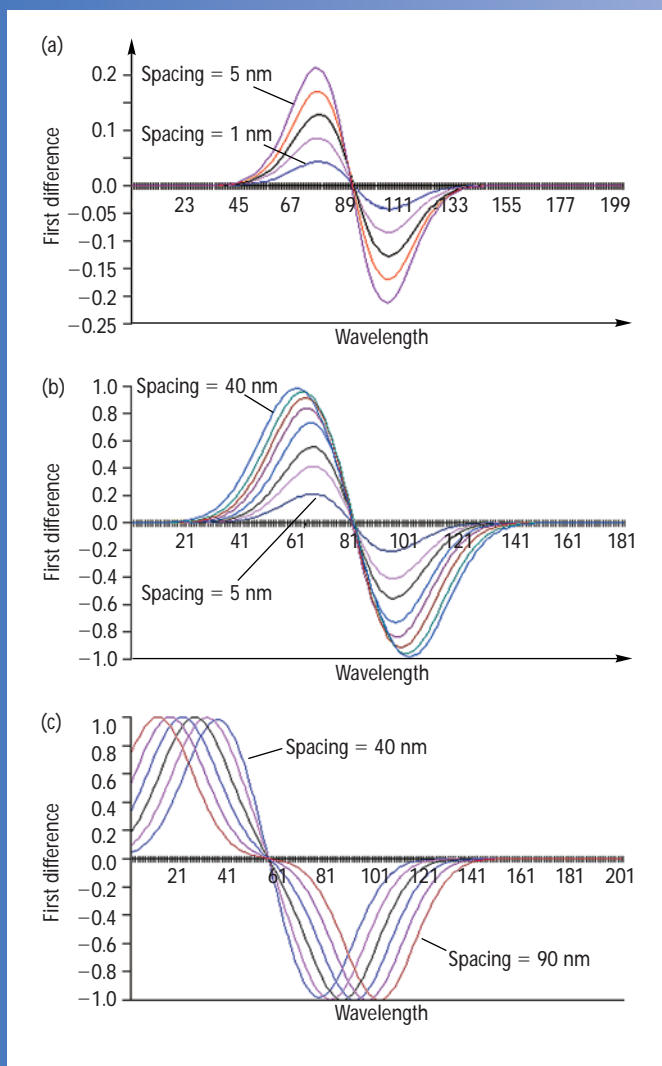 (a)
First difference
0.2
0.1
0.0
−0.05
−0.1
−0.15
−0.2
−0.25
Spacing = 5 nm
Spacing = 1 nm
23 45 67 89 111 133 155 177 199
Wavelength
(b)
First difference
1.0
0.8
0.6
0.4
0.2
0.0
−0.2
−0.4
−0.6
−0.8
−1.0
Spacing = 40 nm
21 41 61 81 101 121 141 161 181
Spacing = 5 nm
Wavelength
(c)
First difference
1.0
0.8
0.6
0.4
0.2
0.0
−0.2
−0.4
−0.6
−0.8
−1.0
Spacing = 40 nm
21 41 61 81 101 121 141 161 181 201
Spacing = 90 nm
Wavelength